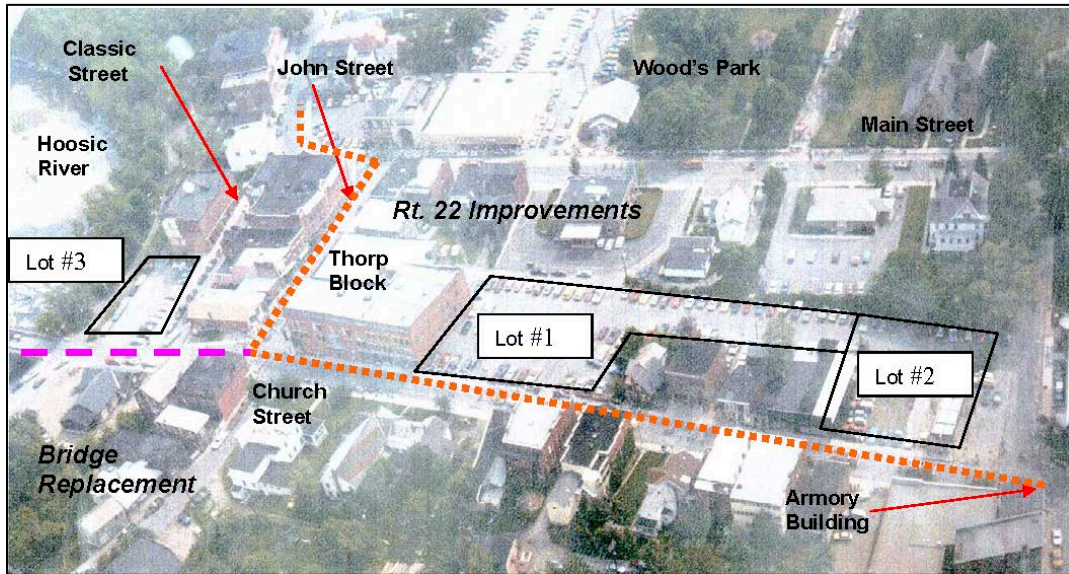 Classic
Street
John Street
Wood's Park
Main Street
Hoosic
River
Rt. 22 Improvements
Lot #3
Thorp
Block
Lot #1
Lot #2
Church
Street
Bridge
Replacement
Armory
Building